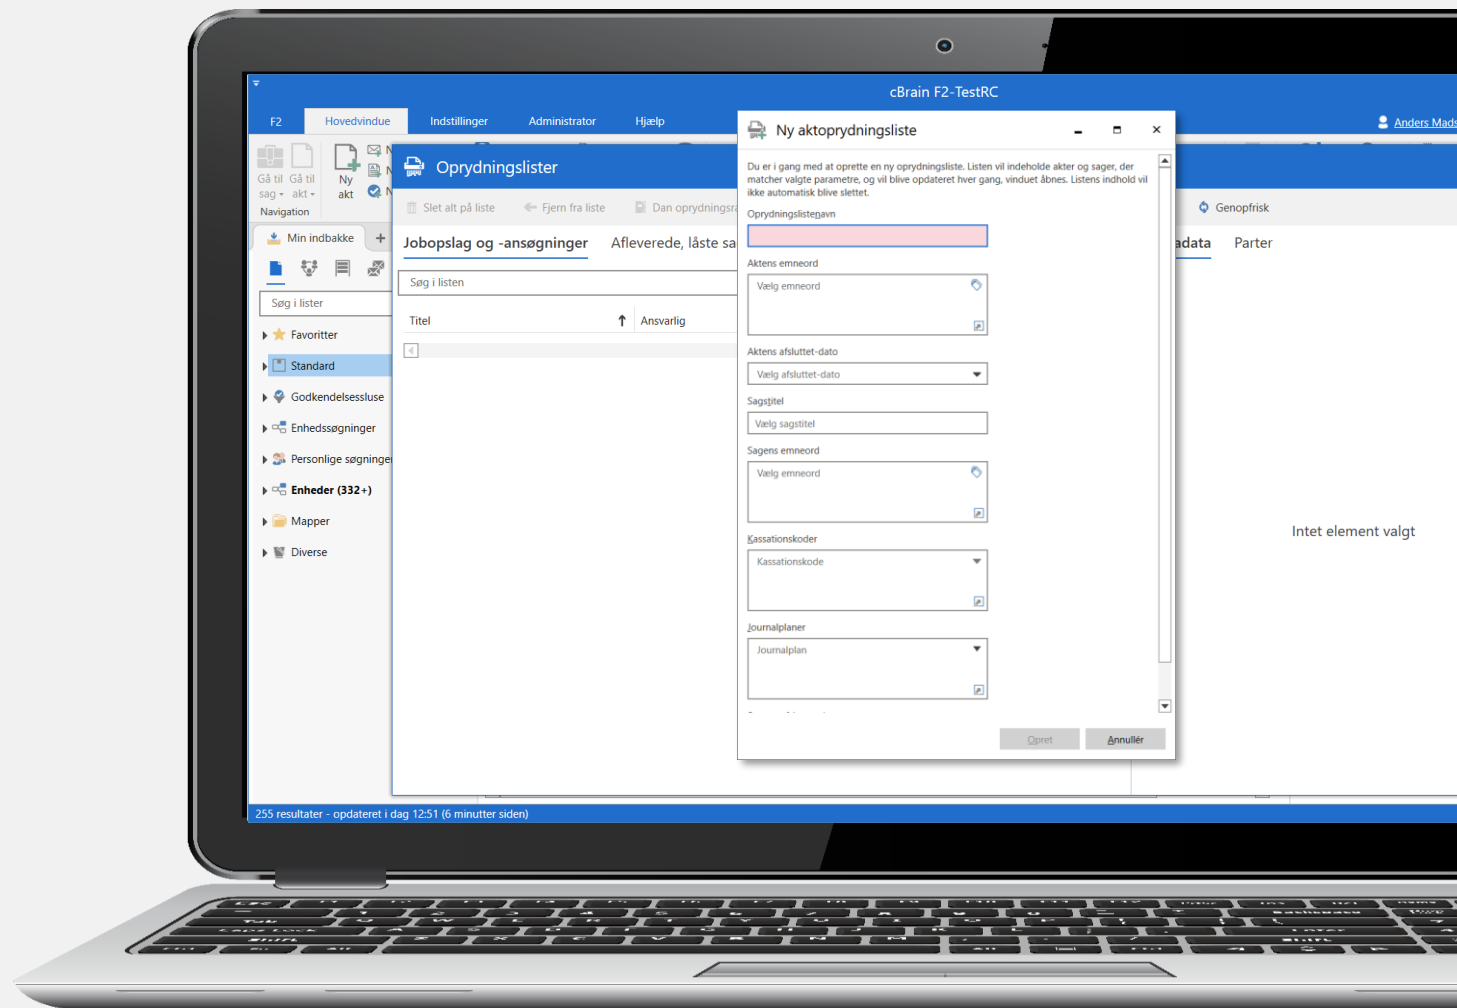 cBrain F2-TestRC
F2 Hovedvindue Indstillinger Administrator Hjælp
Anders Mads
Gå til sag
Gå til akt
Ny akt
Navigation
Min indbakke +
Søg i lister
Favoritter
Standard
Godkendelsessluse
Enhedssøgninger
Personlige søgninger
Enheder (332+)
Mapper
Diverse
Oprydningslister
Slet alt på liste Fjern fra liste Dan oprydningsra
Genopfrisk
Jobopslag og -ansøgninger Afleverede, låste sa
adata Parter
Søg i listen
Titel Ansvarlig
Intet element valgt
Ny aktoprydningsliste
Du er i gang med at oprette en ny oprydningsliste. Listen vil indeholde akter og sager, der
matcher valgte parametre, og vil blive opdateret hver gang, vinduet åbnes. Listens indhold vil
ikke automatisk blive slettet.
Oprydningslistenavn
Aktens emneord
Vælg emneord
Aktens afsluttet-dato
Vælg afsluttet-dato
Sagstitel
Vælg sagstitel
Sagens emneord
Vælg emneord
Kassationskoder
Kassationskode
Journalplaner
Journalplan
Opret Annullér
255 resultater - opdateret i dag 12:51 (6 minutter siden)